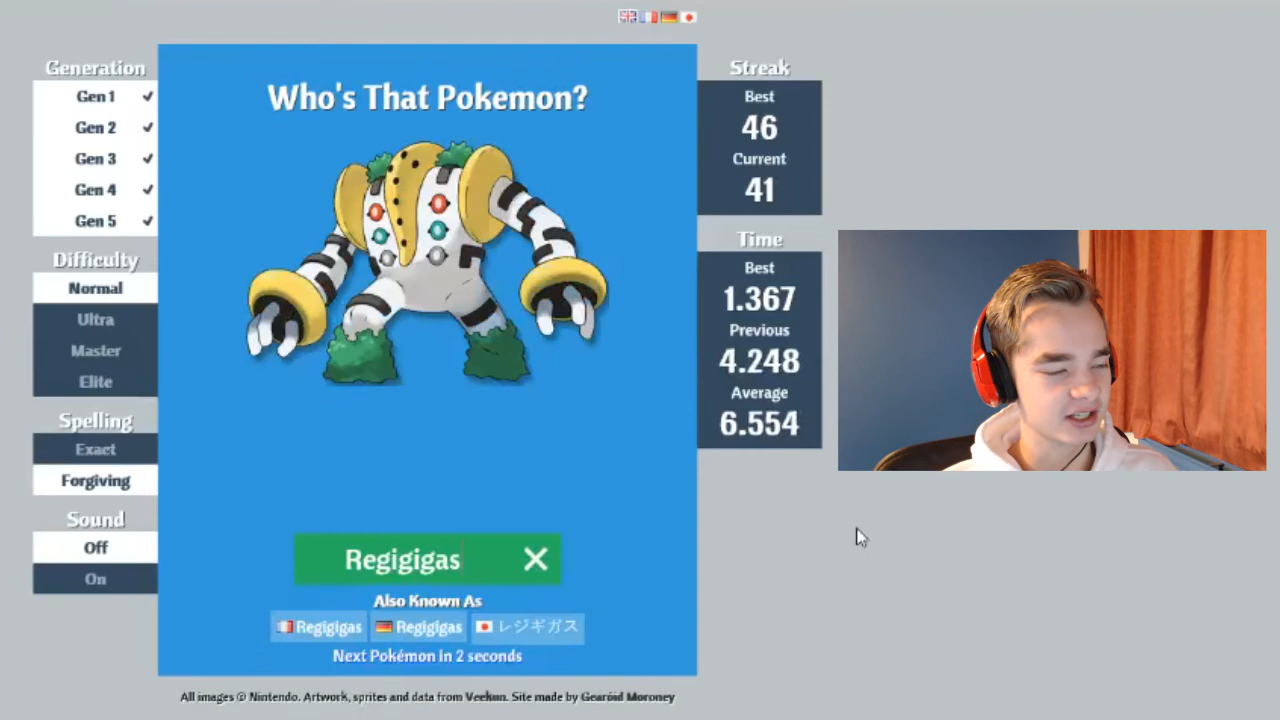 Generation
Gen 1
Gen 2
Gen 3
Gen 4
Gen 5
Difficulty
Normal
Ultra
Master
Elite
Spelling
Exact
Forgiving
Sound
Off
On
Who's That Pokemon?
Regigigas
Also Known As
Regigigas Regigigas レジギガス
Next Pokémon in 2 seconds
Streak
Best
46
Current
41
Time
Best
1.367
Previous
4.248
Average
6.554
All images © Nintendo. Artwork, sprites and data from Veekun. Site made by Gearóid Moroney